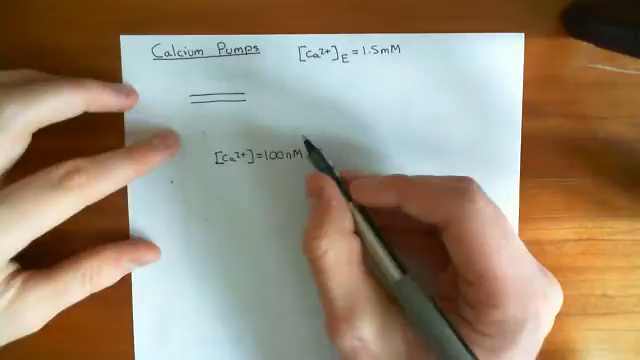 Calcium Pumps
[Ca²⁺]E = 1.5mM
[Ca²⁺] = 100nM